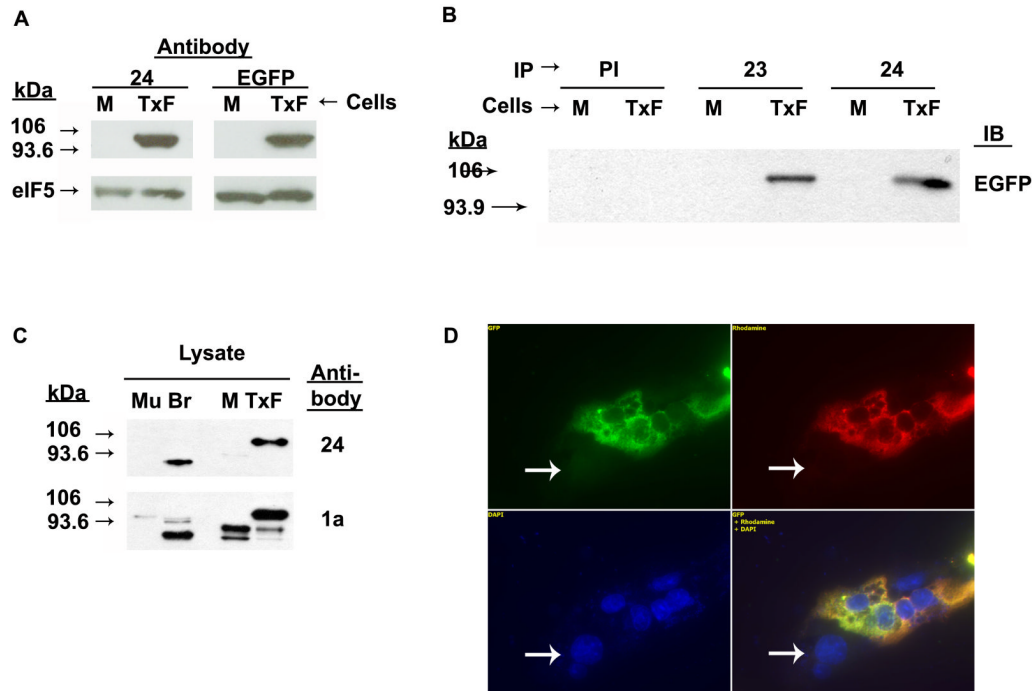 A
Antibody
24 EGFP
kDa M TxF M TxF ← Cells
106 →
93.6 →
eIF5 →
B
IP → PI 23 24
Cells → M TxF M TxF M TxF
kDa IB
106 → EGFP
93.9 →
C
Lysate
kDa Mu Br M TxF Anti-
body
106 →
93.6 → 24
106 →
93.6 → 1a
D
GFP Rhodamine
DAPI GFP
+ Rhodamine
+ DAPI